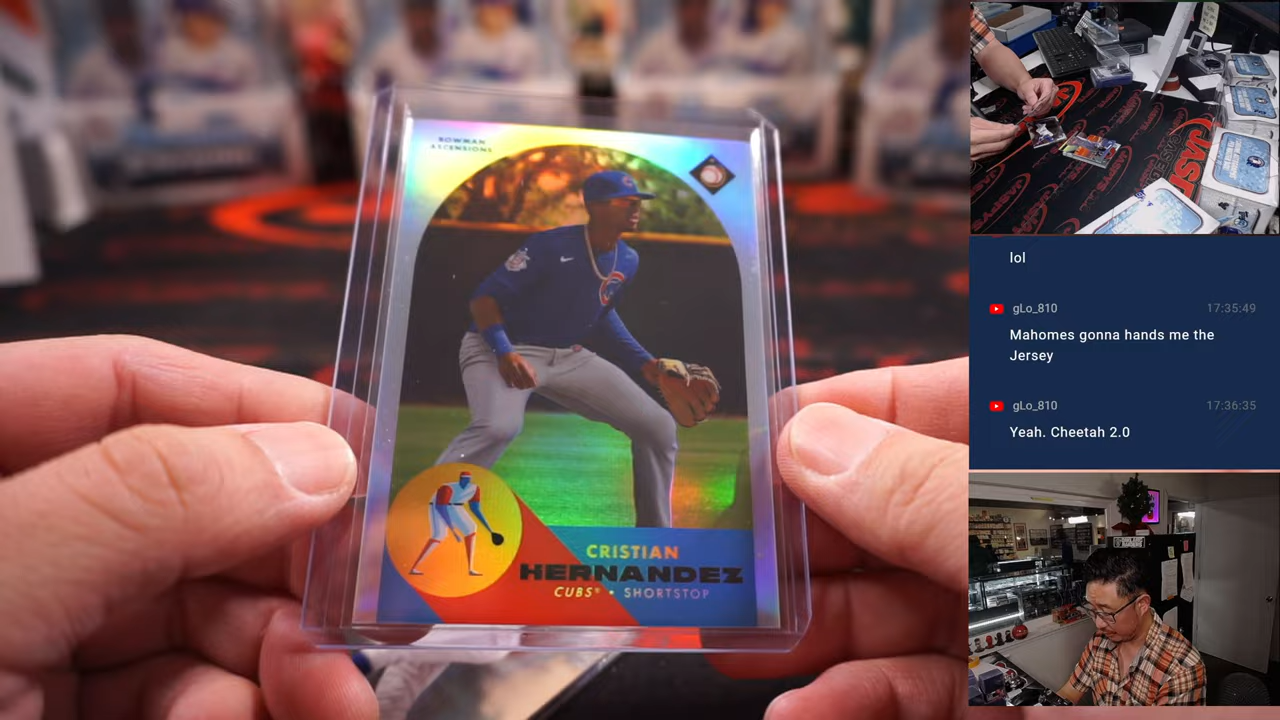 BOWMAN
ASCENSIONS
CRISTIAN
HERNANDEZ
CUBS® • SHORTSTOP
lol
gLo_810 17:35:49
Mahomes gonna hands me the
Jersey
gLo_810 17:36:35
Yeah. Cheetah 2.0
JASPY'S